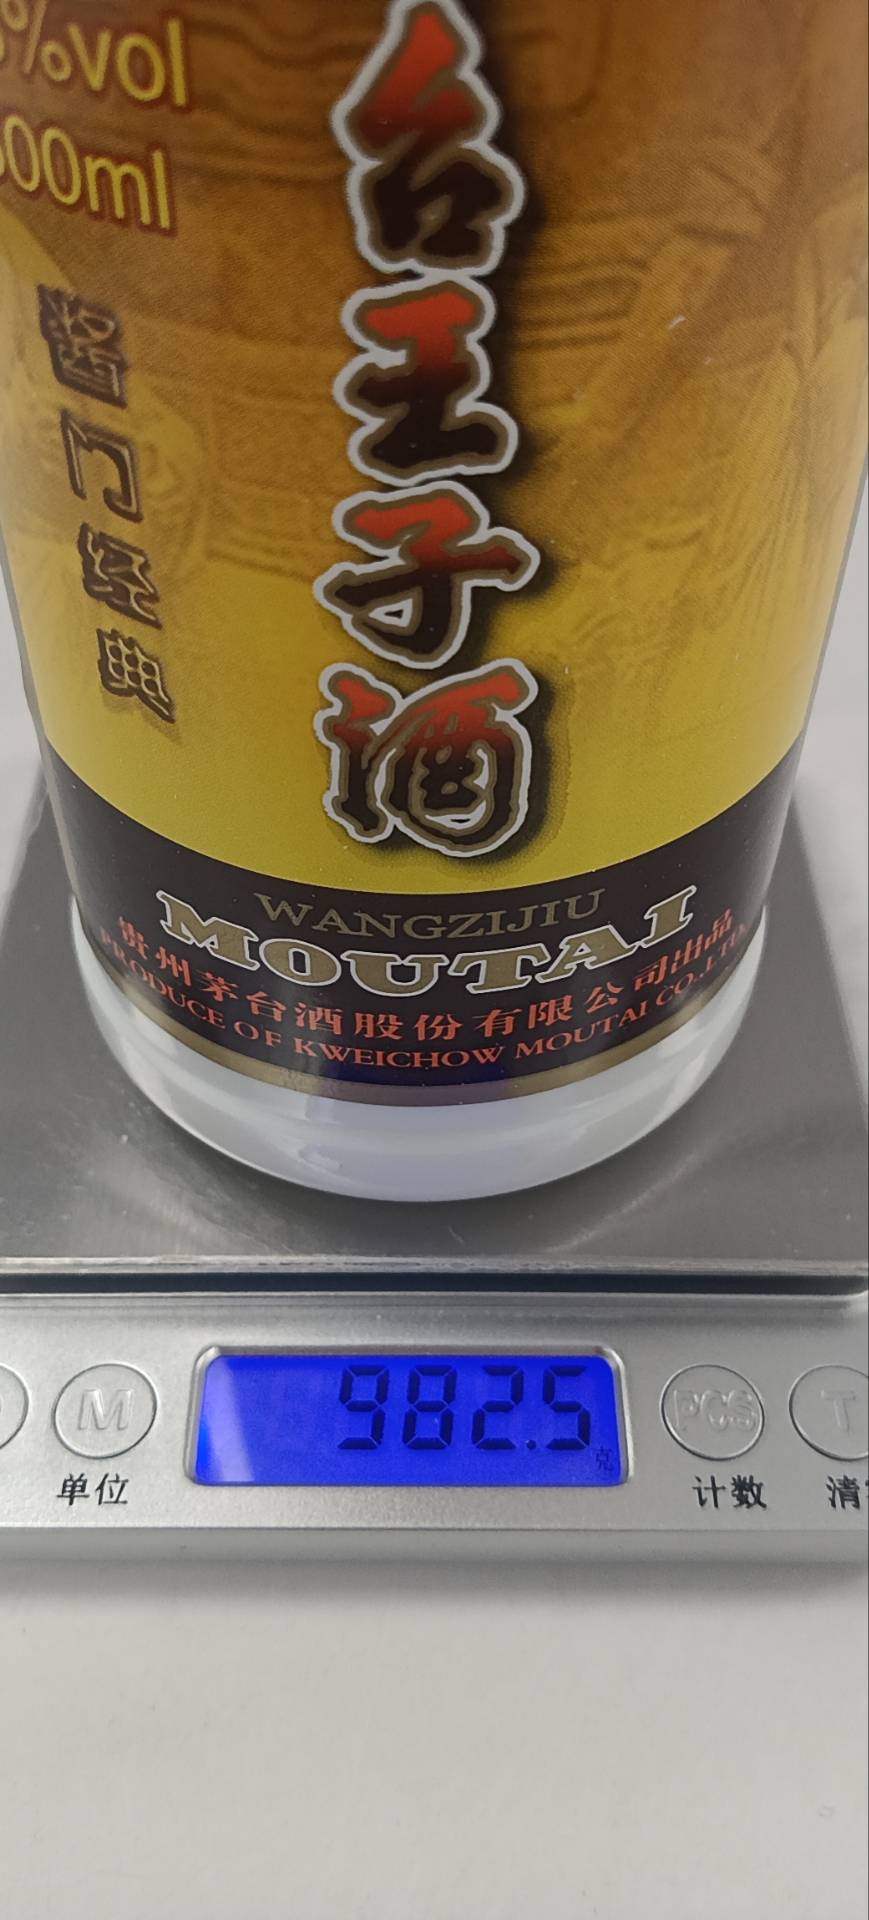 %vol
500ml
台王子酒
酱门经典
WANGZIJIU
MOUTAI
贵州茅台酒股份有限公司出品
PRODUCE OF KWEICHOW MOUTAI CO.,LTD.
982.5
克
M
PCS
T
单位
计数
清